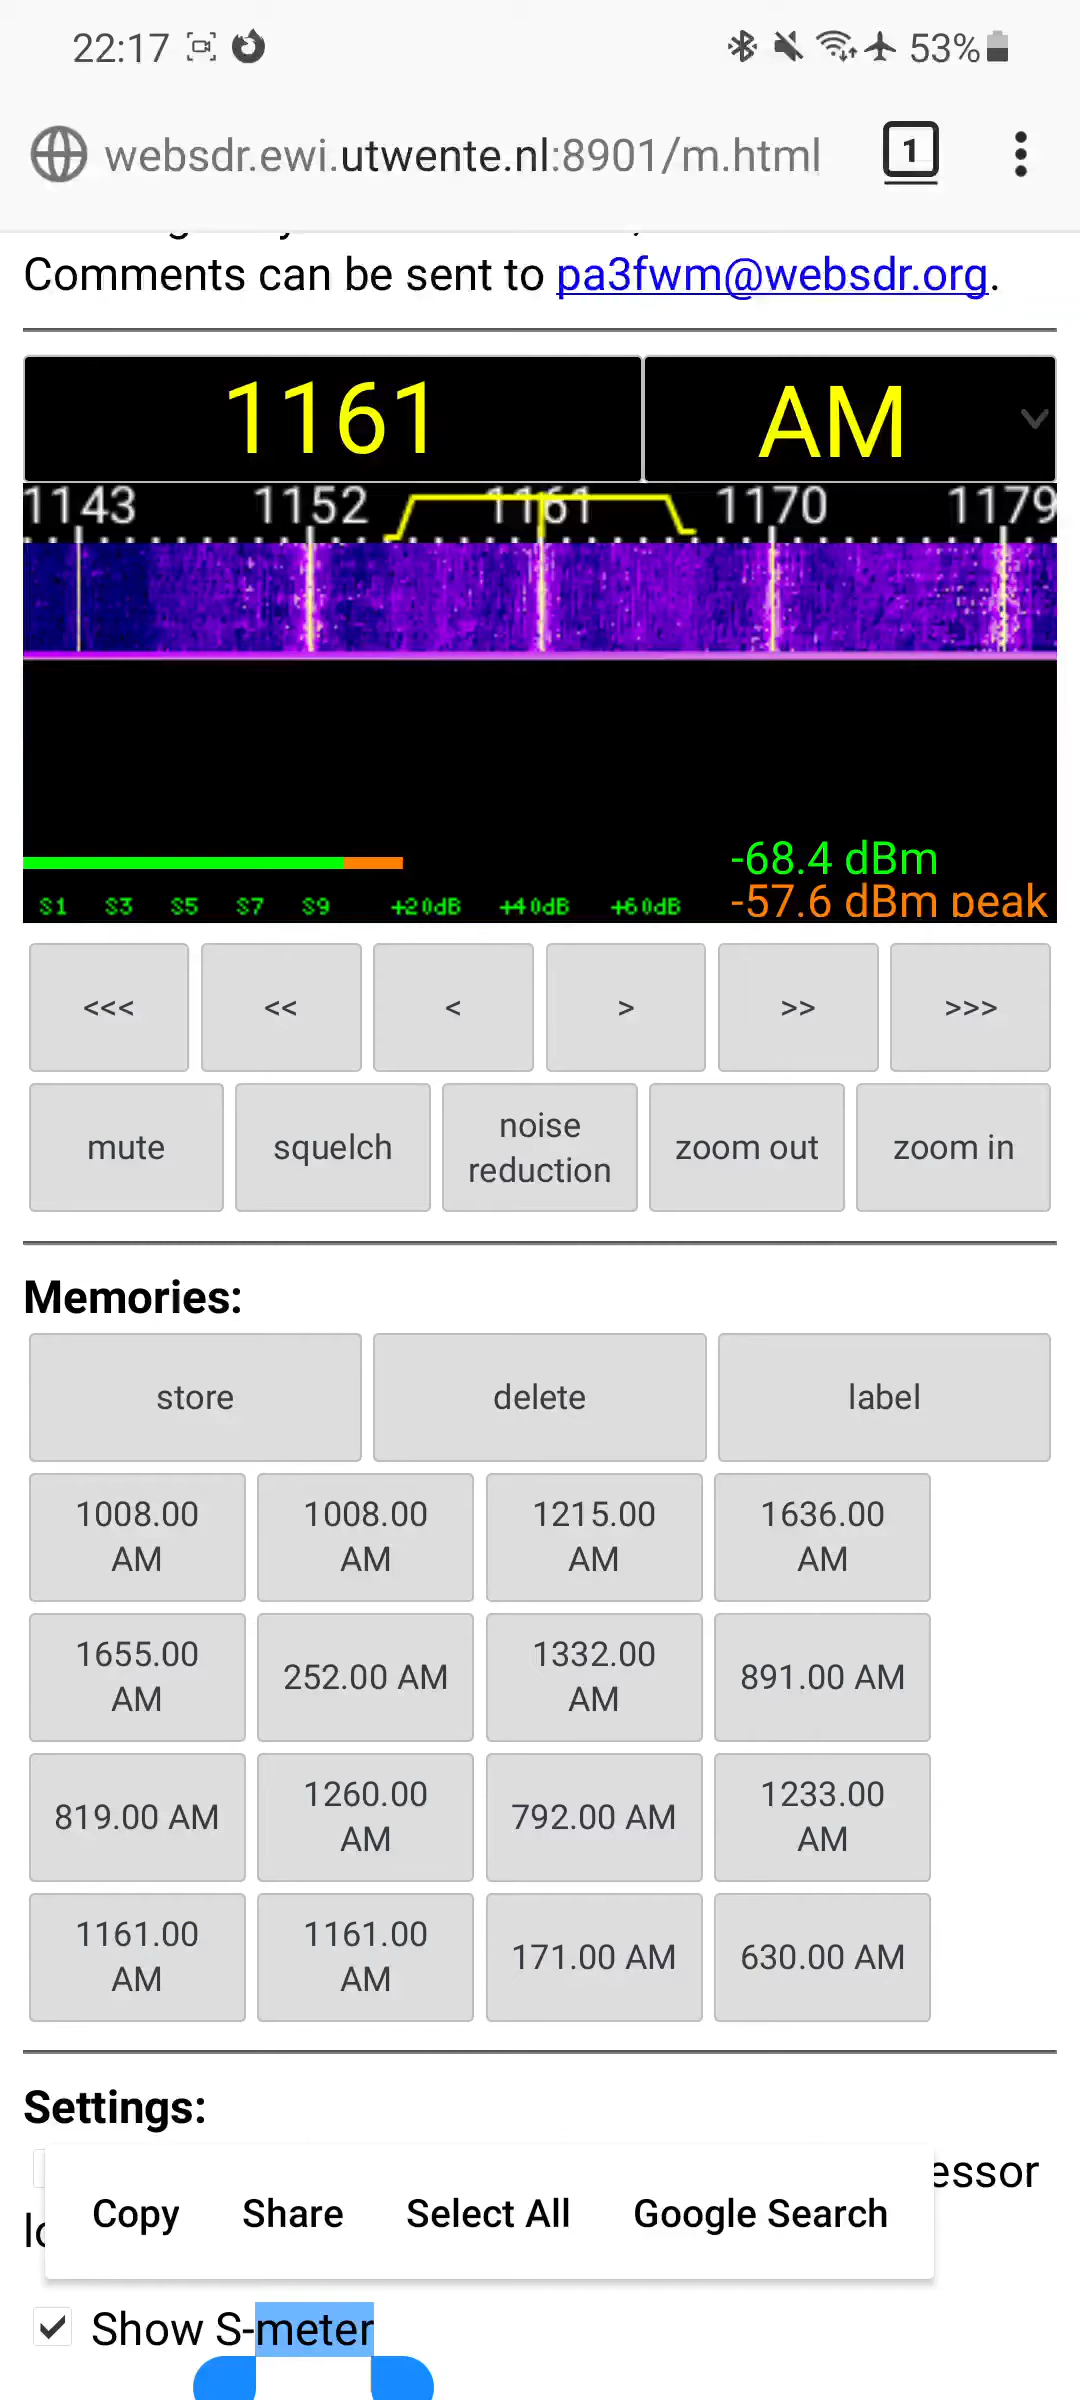 22:17
53%
websdr.ewi.utwente.nl:8901/m.html
1
Comments can be sent to pa3fwm@websdr.org.
1161 AM
1143 1152 1161 1170 1179
-68.4 dBm
-57.6 dBm peak
S1 S3 S5 S7 S9 +20dB +40dB +60dB
<<< << < > >> >>>
mute squelch noise reduction zoom out zoom in
Memories:
store delete label
1008.00 AM 1008.00 AM 1215.00 AM 1636.00 AM
1655.00 AM 252.00 AM 1332.00 AM 891.00 AM
819.00 AM 1260.00 AM 792.00 AM 1233.00 AM
1161.00 AM 1161.00 AM 171.00 AM 630.00 AM
Settings:
essor
Copy Share Select All Google Search
Show S-meter